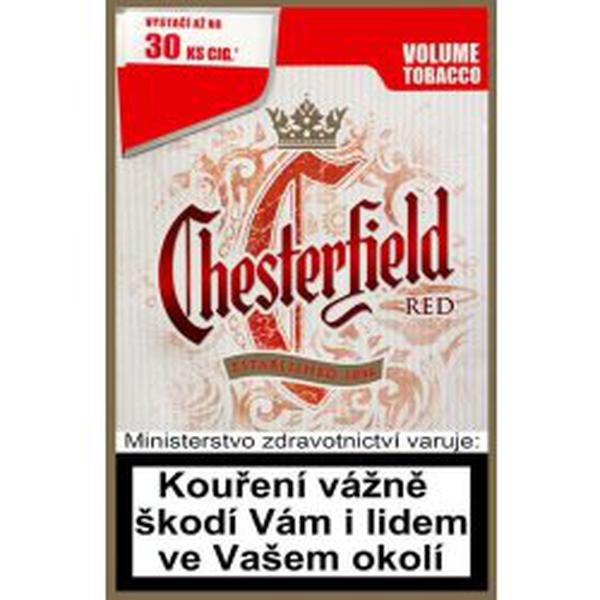 VYSTAČÍ AŽ NA
30 KS CIG.*
VOLUME
TOBACCO
Chesterfield
RED
ESTABLISHED 1896
Ministerstvo zdravotnictví varuje:
Kouření vážně
škodí Vám i lidem
ve Vašem okolí